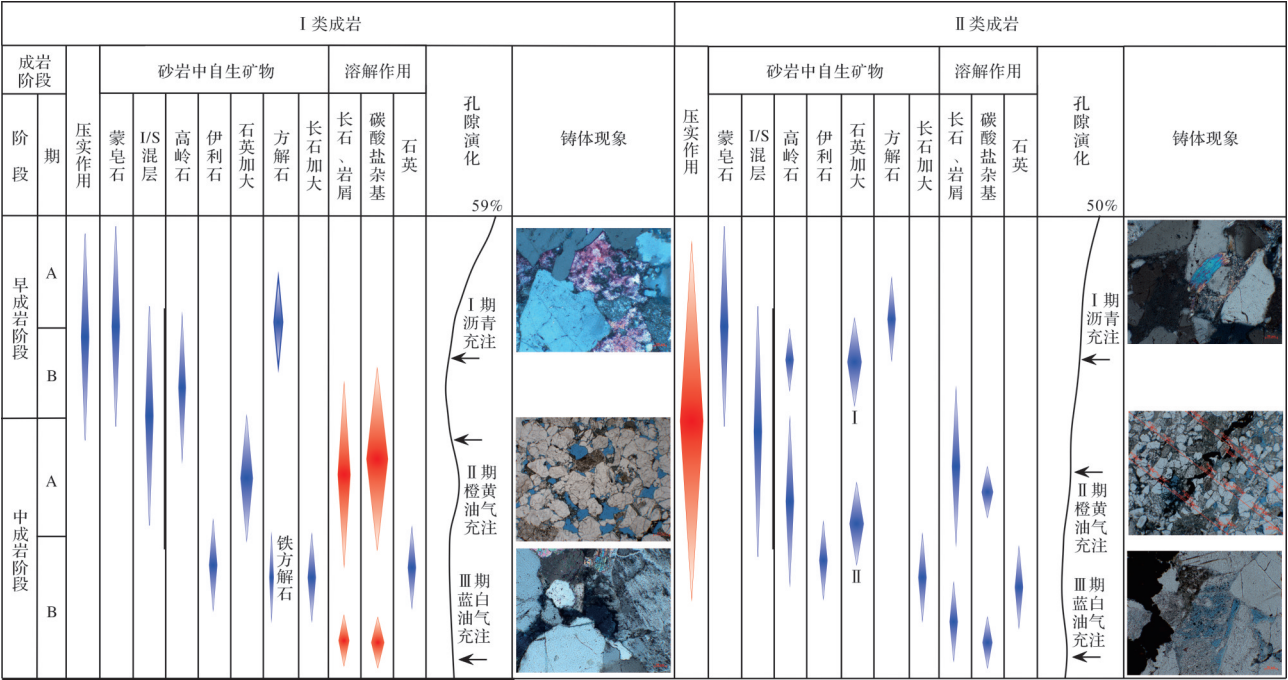 Ⅰ类成岩
Ⅱ类成岩
成岩阶段
砂岩中自生矿物
溶解作用
孔隙演化
铸体现象
砂岩中自生矿物
溶解作用
孔隙演化
铸体现象
阶段
期
压实作用
蒙皂石
I/S混层
高岭石
伊利石
石英加大
方解石
长石加大
长石、岩屑
碳酸盐杂基
石英
压实作用
蒙皂石
I/S混层
高岭石
伊利石
石英加大
方解石
长石加大
长石、岩屑
碳酸盐杂基
石英
59%
50%
早成岩阶段
A
B
中成岩阶段
A
B
铁方解石
Ⅰ期沥青充注
Ⅱ期橙黄油气充注
Ⅲ期蓝白油气充注
Ⅰ
Ⅱ
Ⅰ期沥青充注
Ⅱ期橙黄油气充注
Ⅲ期蓝白油气充注